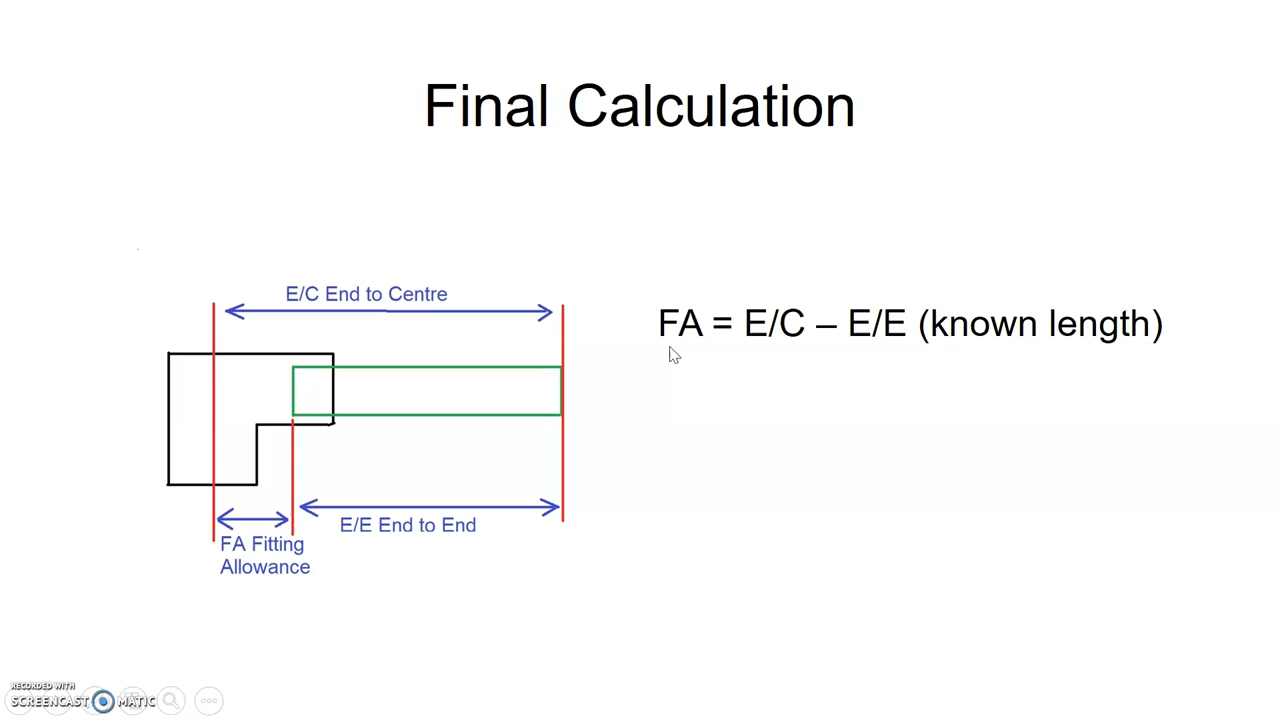 Final Calculation
E/C End to Centre
FA = E/C – E/E (known length)
E/E End to End
FA Fitting
Allowance
RECORDED WITH
SCREENCAST MATIC